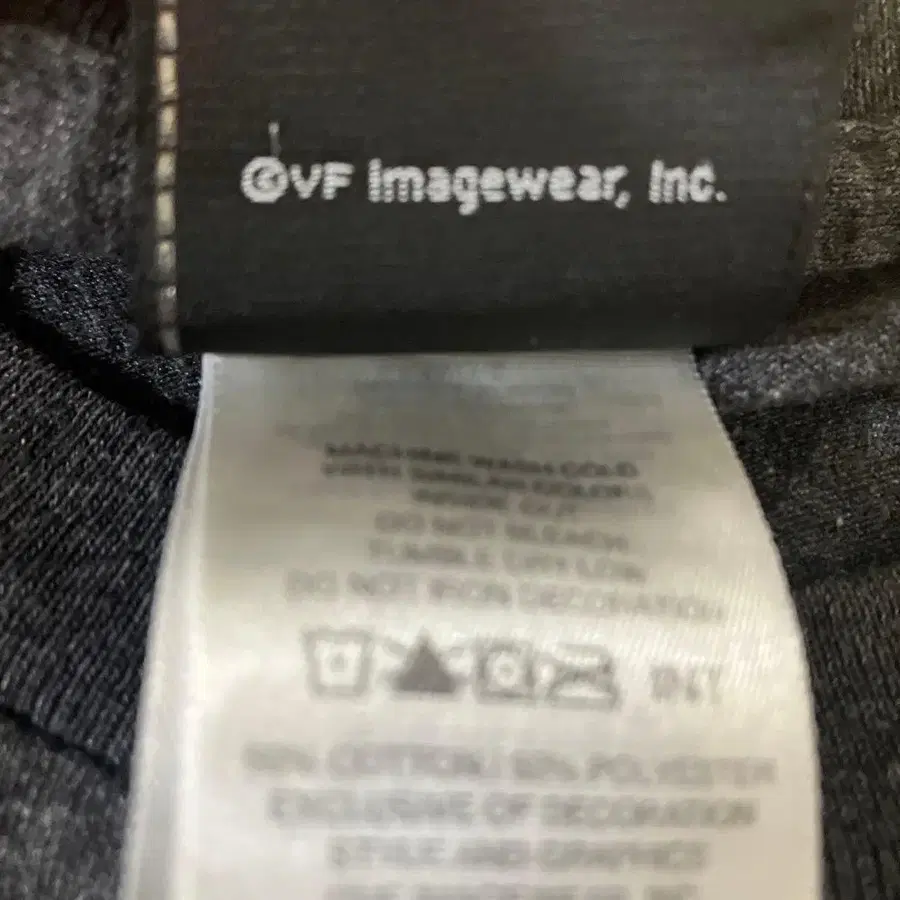 ©VF Imagewear, Inc.
MACHINE WASH COLD
WITH SIMILAR COLORS
INSIDE OUT
DO NOT BLEACH
TUMBLE DRY LOW
DO NOT IRON DECORATION
COTTON / 50% POLYESTER
EXCLUSIVE OF DECORATION
STYLE AND GRAPHICS